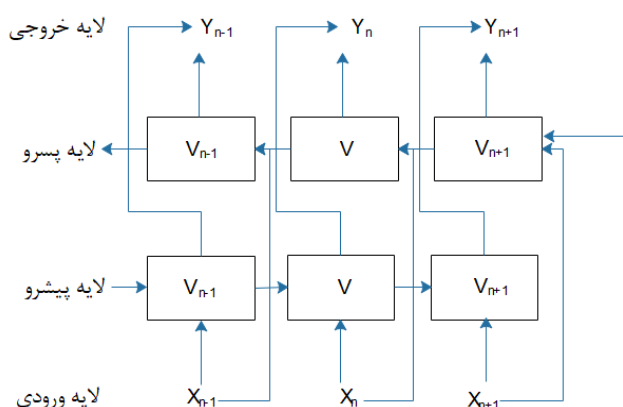 لایه خروجی Yn-1 Yn Yn+1
لایه پسرو Vn-1 V Vn+1
لایه پیشرو Vn-1 V Vn+1
لایه ورودی Xn-1 Xn Xn+1